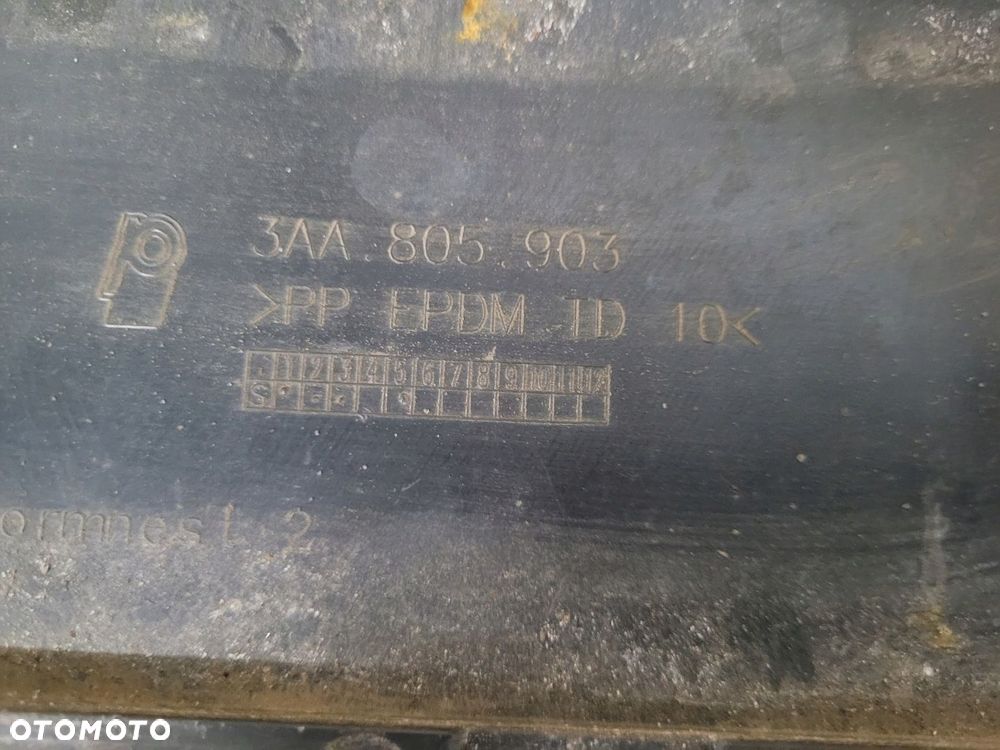 3AA 805 903
>PP EPDM TD 10<
1 2 3 4 5 6 7 8 9 10 11 12
S
ormnest 2
OTOMOTO